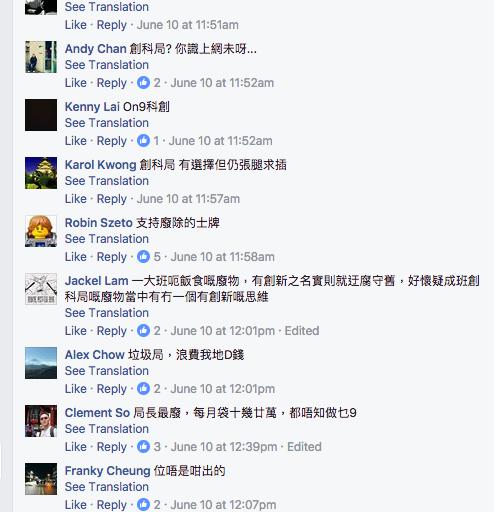 See Translation
Like · Reply · June 10 at 11:51am
Andy Chan 創科局? 你識上網未呀...
See Translation
Like · Reply · 2 · June 10 at 11:52am
Kenny Lai On9科創
See Translation
Like · Reply · 1 · June 10 at 11:52am
Karol Kwong 創科局 有選擇但仍張腿求插
See Translation
Like · Reply · June 10 at 11:57am
Robin Szeto 支持廢除的士牌
See Translation
Like · Reply · 5 · June 10 at 11:58am
Jackel Lam 一大班呃飯食嘅廢物，有創新之名實則就迂腐守舊，好懷疑成班創
科局嘅廢物當中有冇一個有創新嘅思維
See Translation
Like · Reply · 2 · June 10 at 12:01pm · Edited
Alex Chow 垃圾局，浪費我地D錢
See Translation
Like · Reply · 2 · June 10 at 12:01pm
Clement So 局長最廢，每月袋十幾廿萬，都唔知做乜9
See Translation
Like · Reply · 3 · June 10 at 12:39pm · Edited
Franky Cheung 位唔是咁出的
See Translation
Like · Reply · 2 · June 10 at 12:07pm